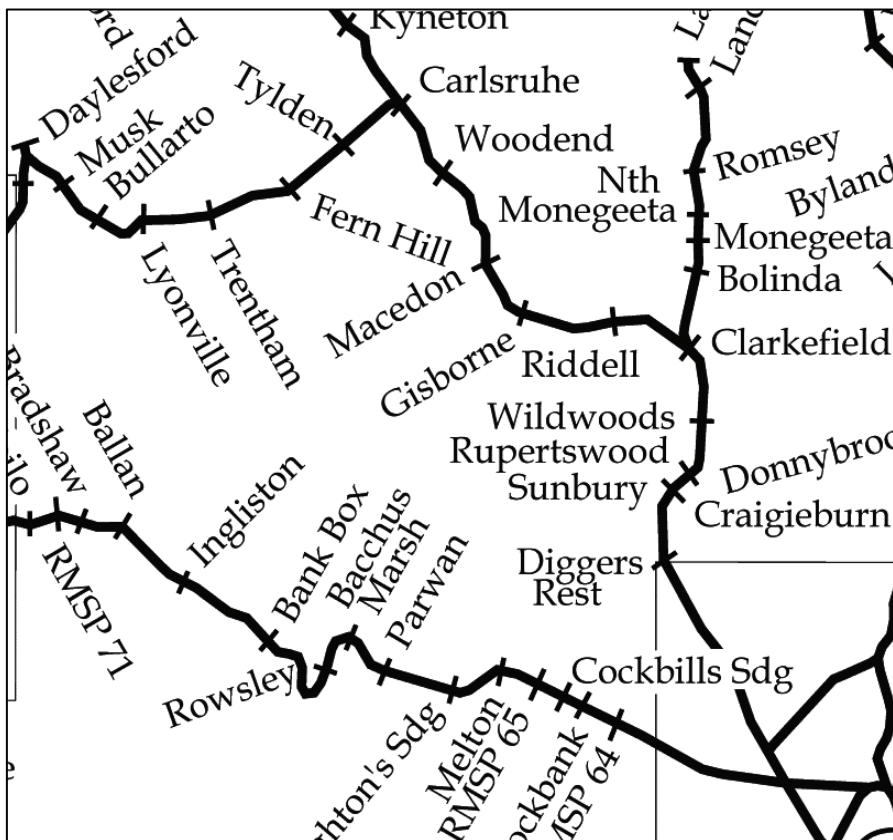 Kyneton
Daylesford
Carlsruhe
Tylden
Musk
Bullarto
Woodend
Romsey
Nth
Monegeeta
Fern Hill
Monegeeta
Bolinda
Lyonville
Trentham
Macedon
Gisborne
Riddell
Clarkefield
Bradshaw
Ballan
Wildwoods
Rupertswood
Sunbury
Craigieburn
Ingliston
Bank Box
Bacchus
Marsh
Parwan
Diggers
Rest
RMSP 71
Rowsley
Cockbills Sdg
Sdg
Melton
RMSP 65